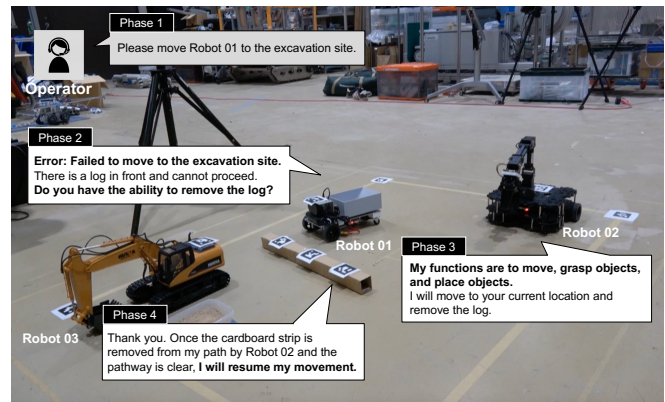 Phase 1
Please move Robot 01 to the excavation site.
Operator
Phase 2
Error: Failed to move to the excavation site.
There is a log in front and cannot proceed.
Do you have the ability to remove the log?
Robot 01
Robot 02
Phase 3
My functions are to move, grasp objects,
and place objects.
I will move to your current location and
remove the log.
Robot 03
Phase 4
Thank you. Once the cardboard strip is
removed from my path by Robot 02 and the
pathway is clear, I will resume my movement.